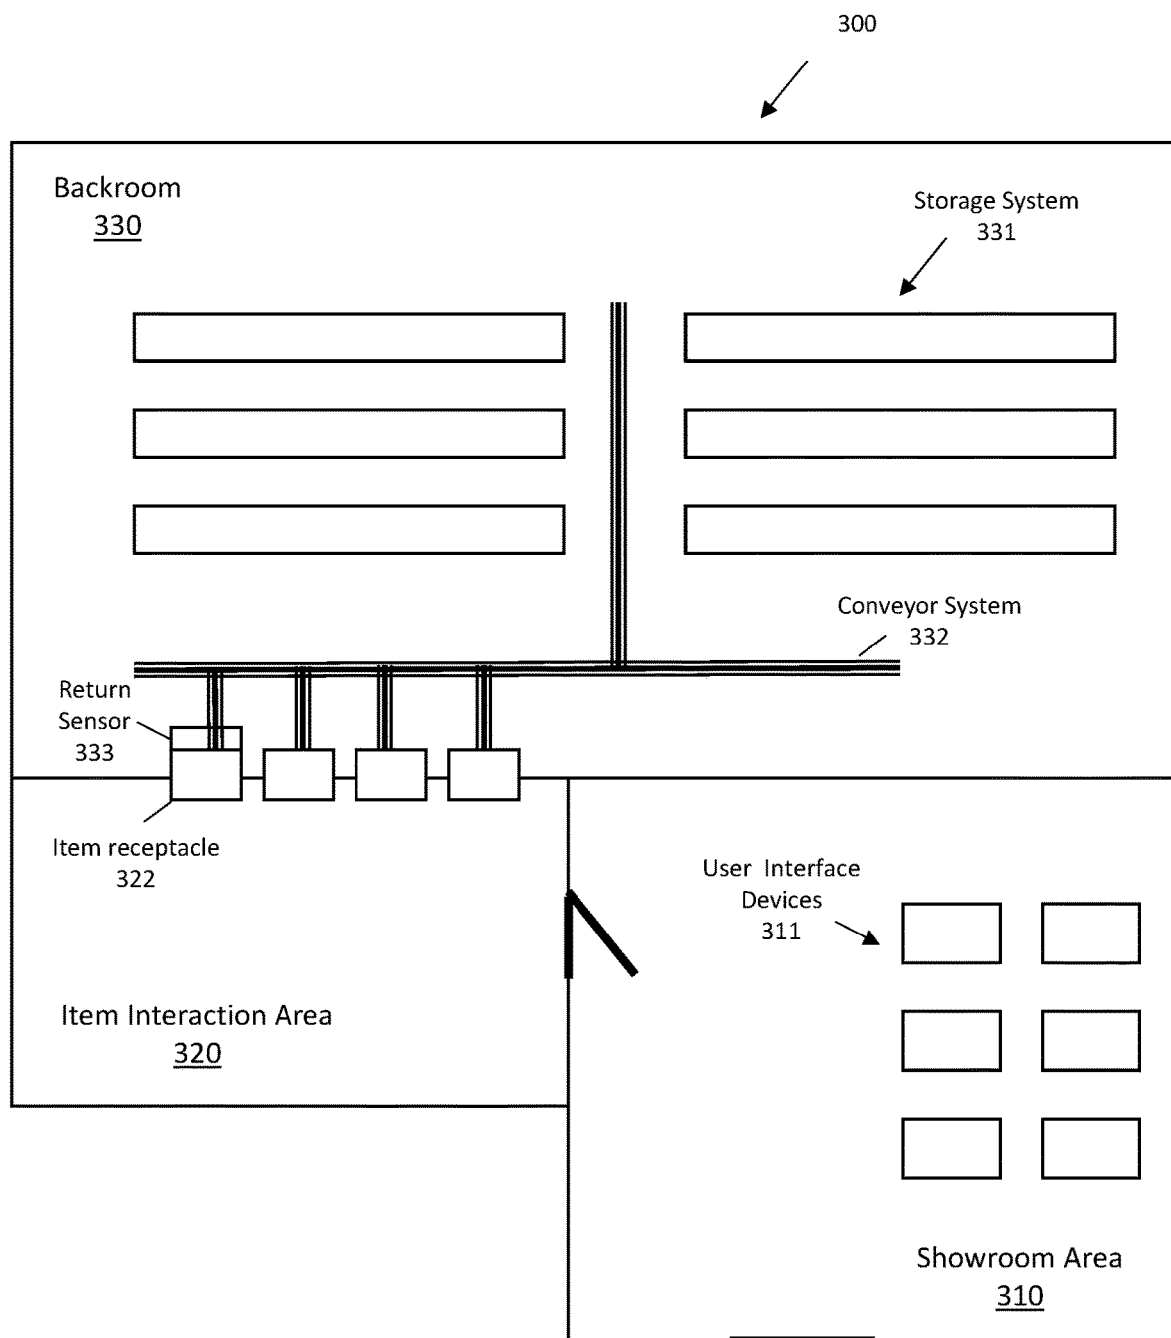 300
Backroom
330
Storage System
331
Conveyor System
332
Return
Sensor
333
Item receptacle
322
User Interface
Devices
311
Item Interaction Area
320
Showroom Area
310